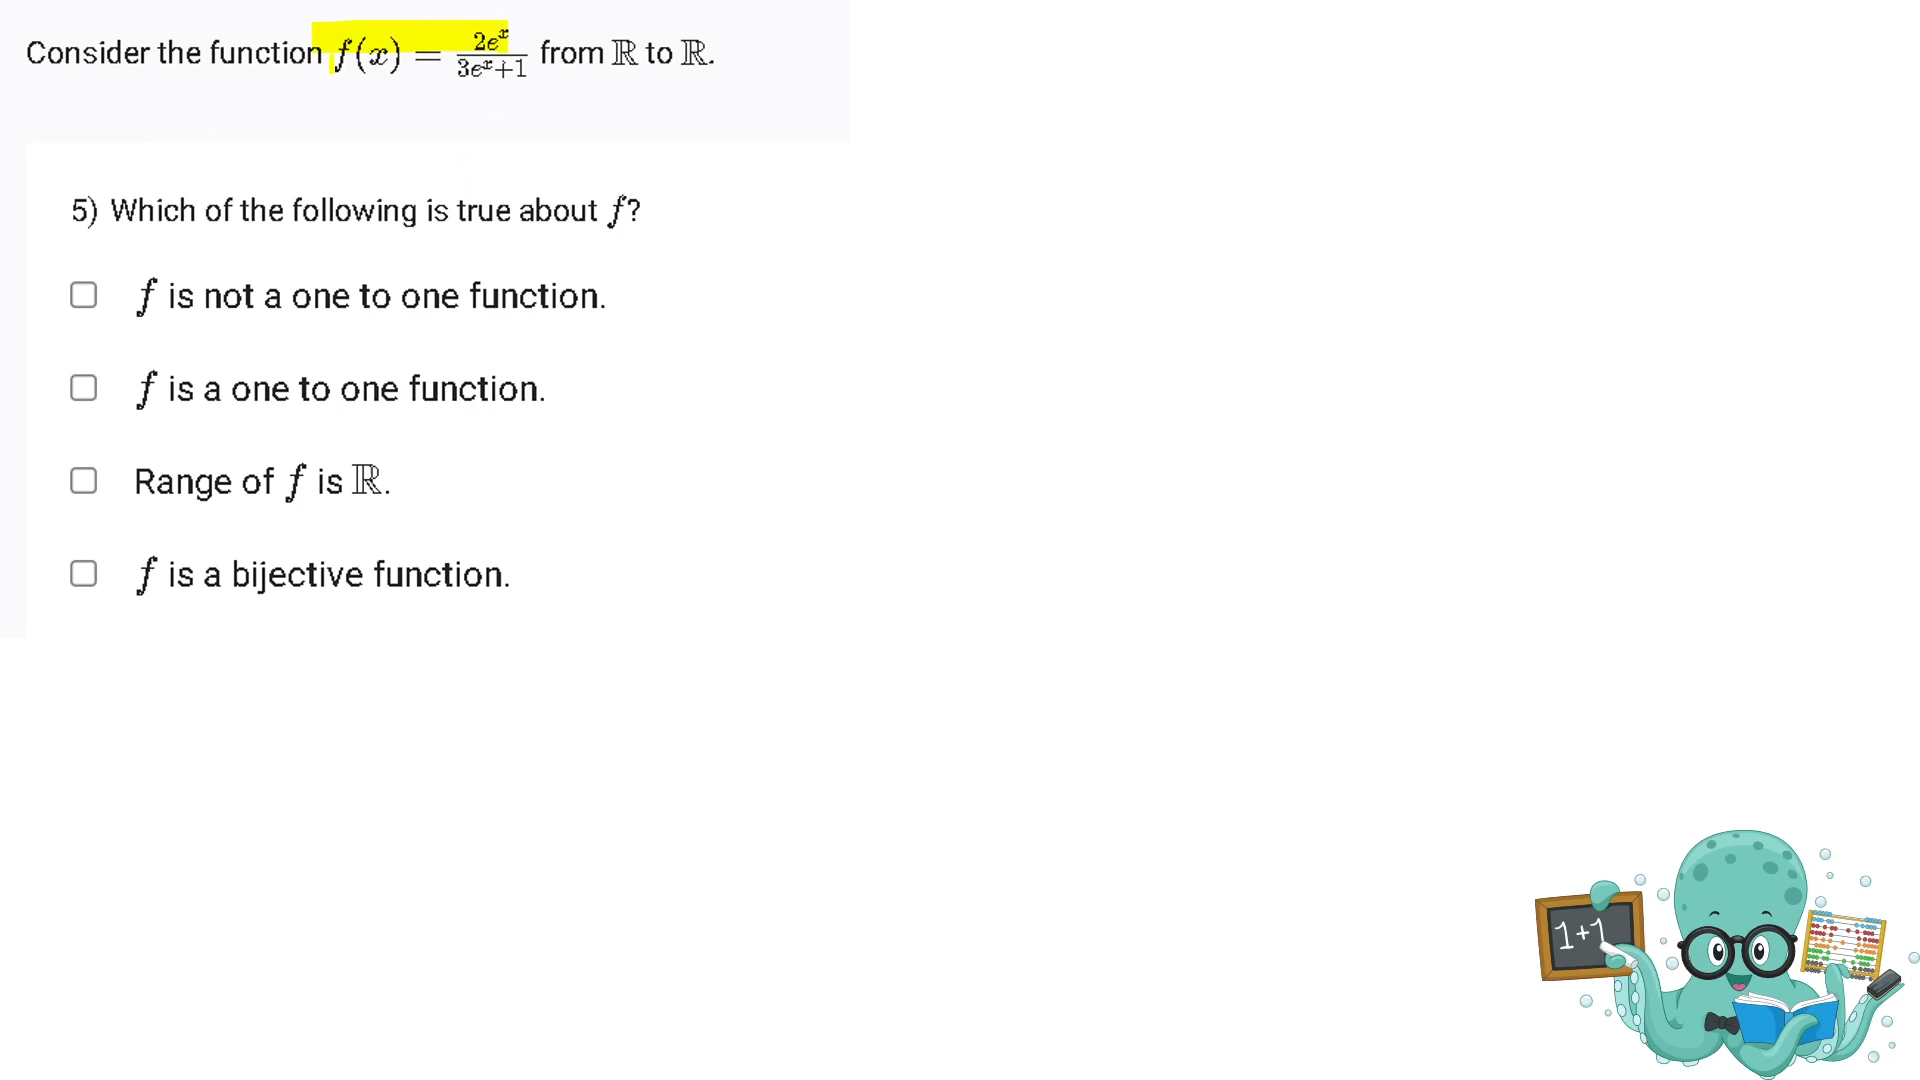 Consider the function f(x) = \frac{2e^x}{3e^x+1} from ℝ to ℝ.
5) Which of the following is true about f?
f is not a one to one function.
f is a one to one function.
Range of f is ℝ.
f is a bijective function.
1+1